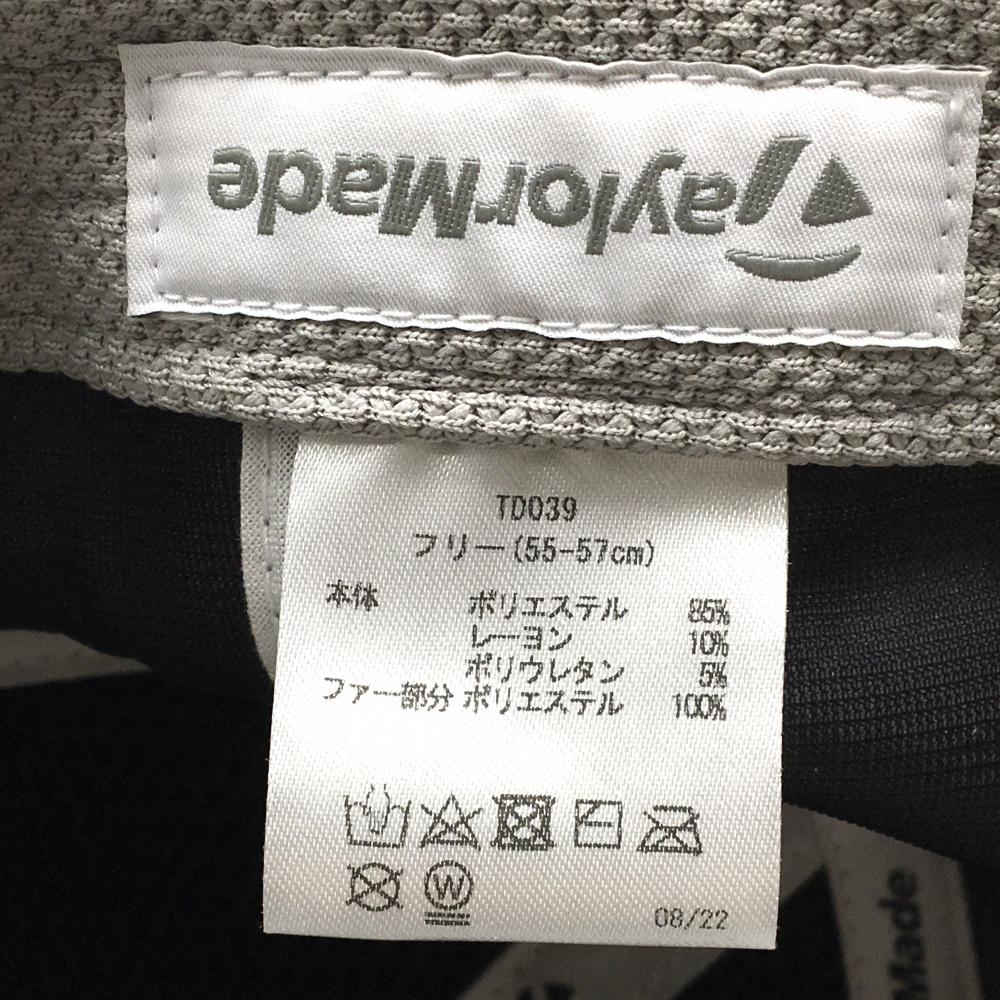 TaylorMade
TD039
フリー(55-57cm)
本体 ポリエステル 85%
レーヨン 10%
ポリウレタン 5%
ファー部分 ポリエステル 100%
W
08/22
Made